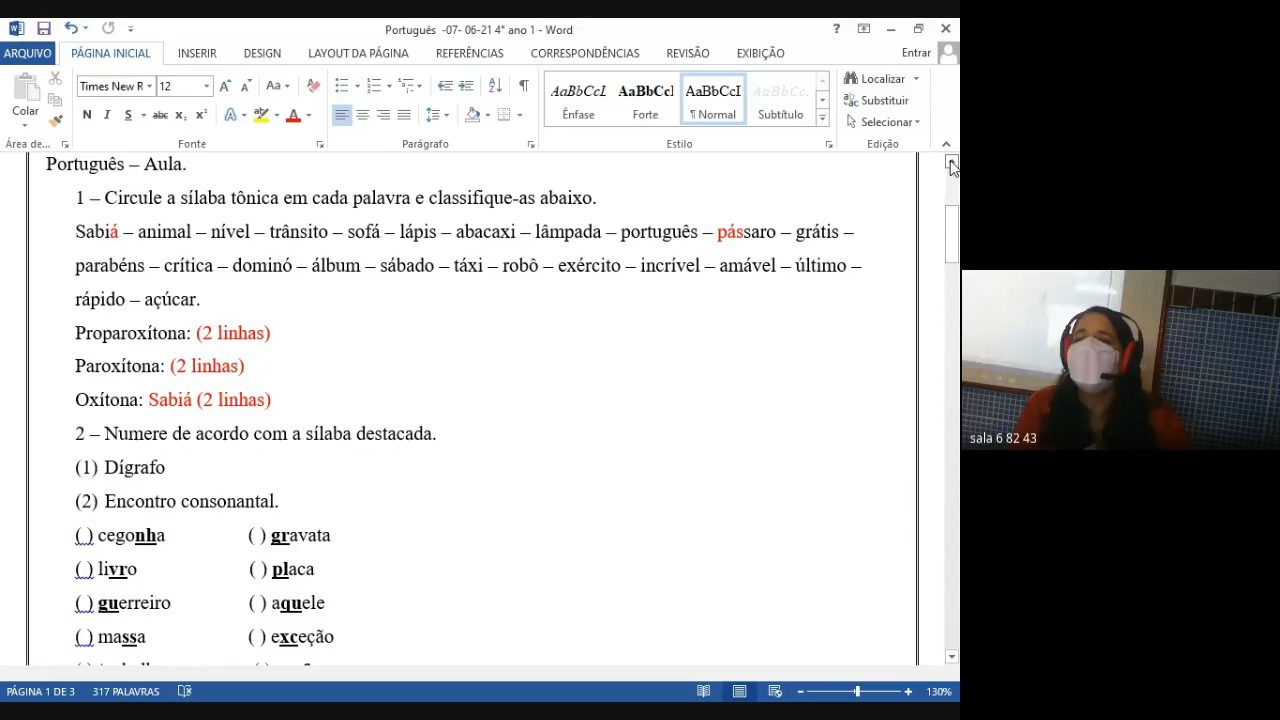 Português -07- 06-21 4° ano 1 - Word
?
ARQUIVO PÁGINA INICIAL INSERIR DESIGN LAYOUT DA PÁGINA REFERÊNCIAS CORRESPONDÊNCIAS REVISÃO EXIBIÇÃO Entrar
Colar
Times New R 12
Aa
N I S abc x₂ x²
AaBbCcI AaBbCcI AaBbCcI AaBbCc.
Ênfase Forte ¶ Normal Subtítulo
Localizar
Substituir
Selecionar
Área de... Fonte Parágrafo Estilo Edição
Português – Aula.
1 – Circule a sílaba tônica em cada palavra e classifique-as abaixo.
Sabiá – animal – nível – trânsito – sofá – lápis – abacaxi – lâmpada – português – pássaro – grátis –
parabéns – crítica – dominó – álbum – sábado – táxi – robô – exército – incrível – amável – último –
rápido – açúcar.
Proparoxítona: (2 linhas)
Paroxítona: (2 linhas)
Oxítona: Sabiá (2 linhas)
2 – Numere de acordo com a sílaba destacada.
(1) Dígrafo
(2) Encontro consonantal.
( ) cegonha ( ) gravata
( ) livro ( ) placa
( ) guerreiro ( ) aquele
( ) massa ( ) exceção
PÁGINA 1 DE 3 317 PALAVRAS 130%
sala 6 82 43